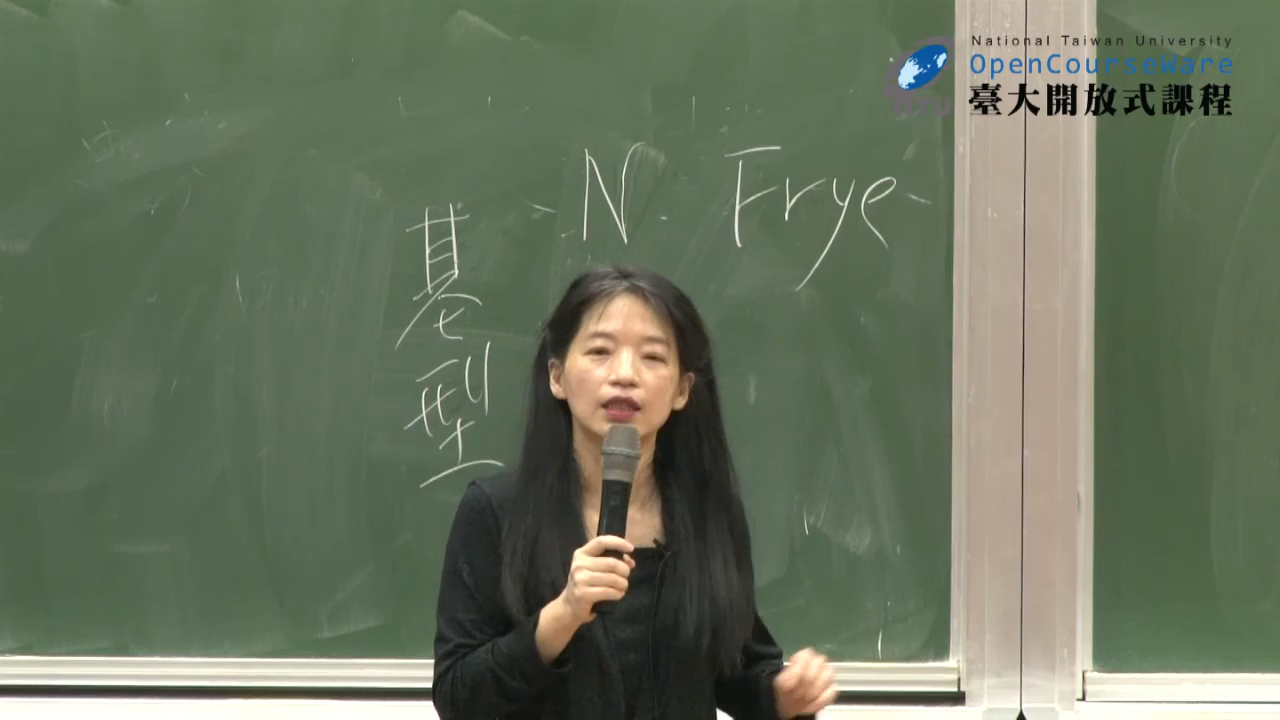 National Taiwan University
OpenCourseWare
臺大開放式課程
N. Frye
基型